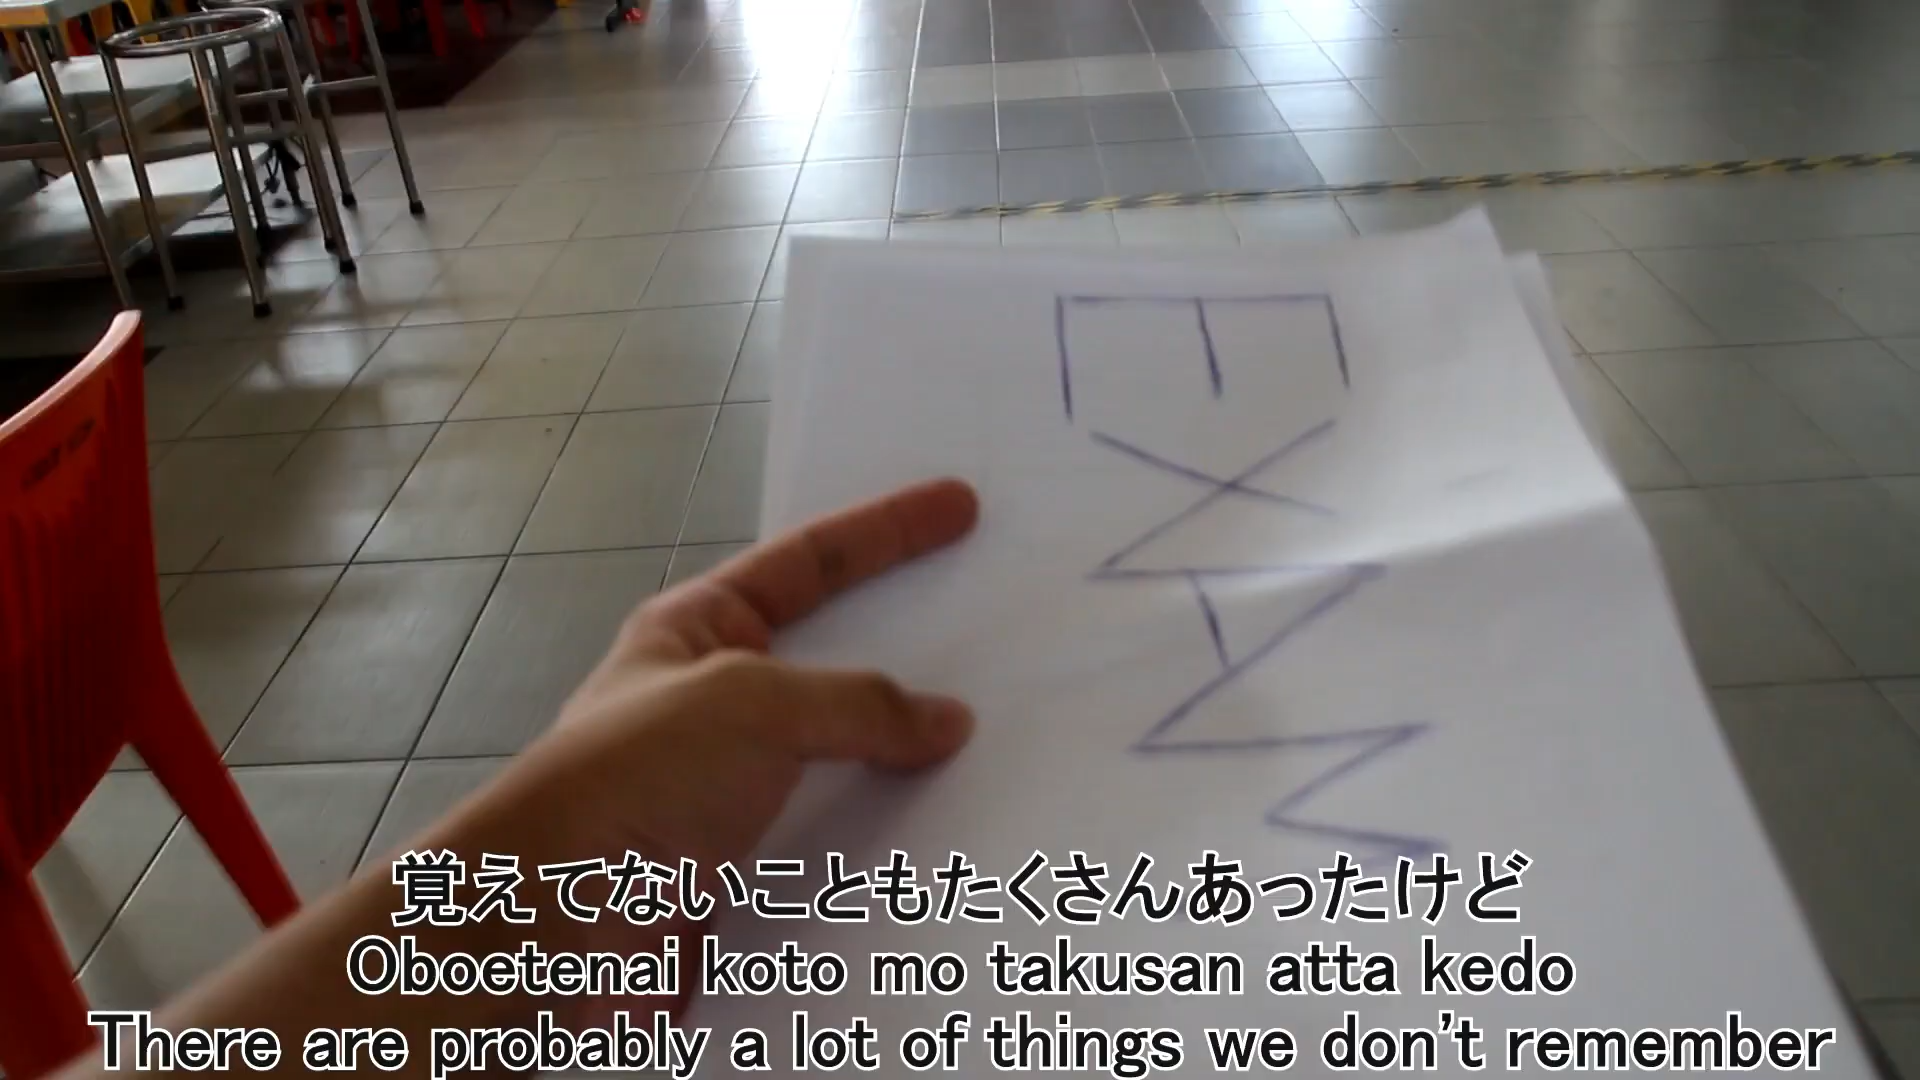 EXAM
覚えてないこともたくさんあったけど
Oboetenai koto mo takusan atta kedo
There are probably a lot of things we don't remember